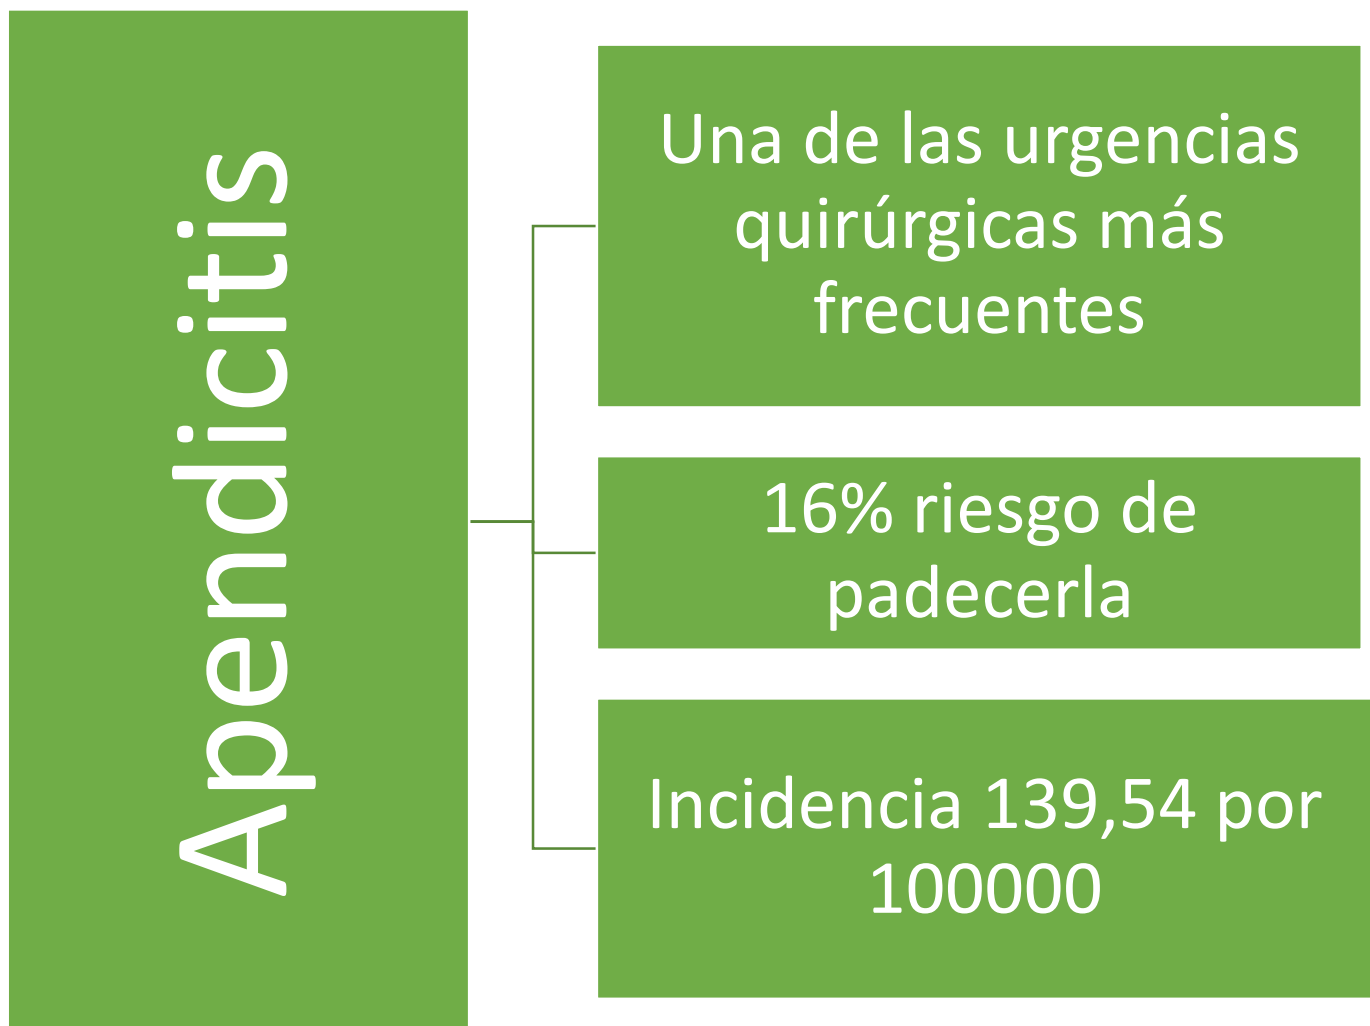 Apendicitis
Una de las urgencias
quirúrgicas más
frecuentes
16% riesgo de
padecerla
Incidencia 139,54 por
100000